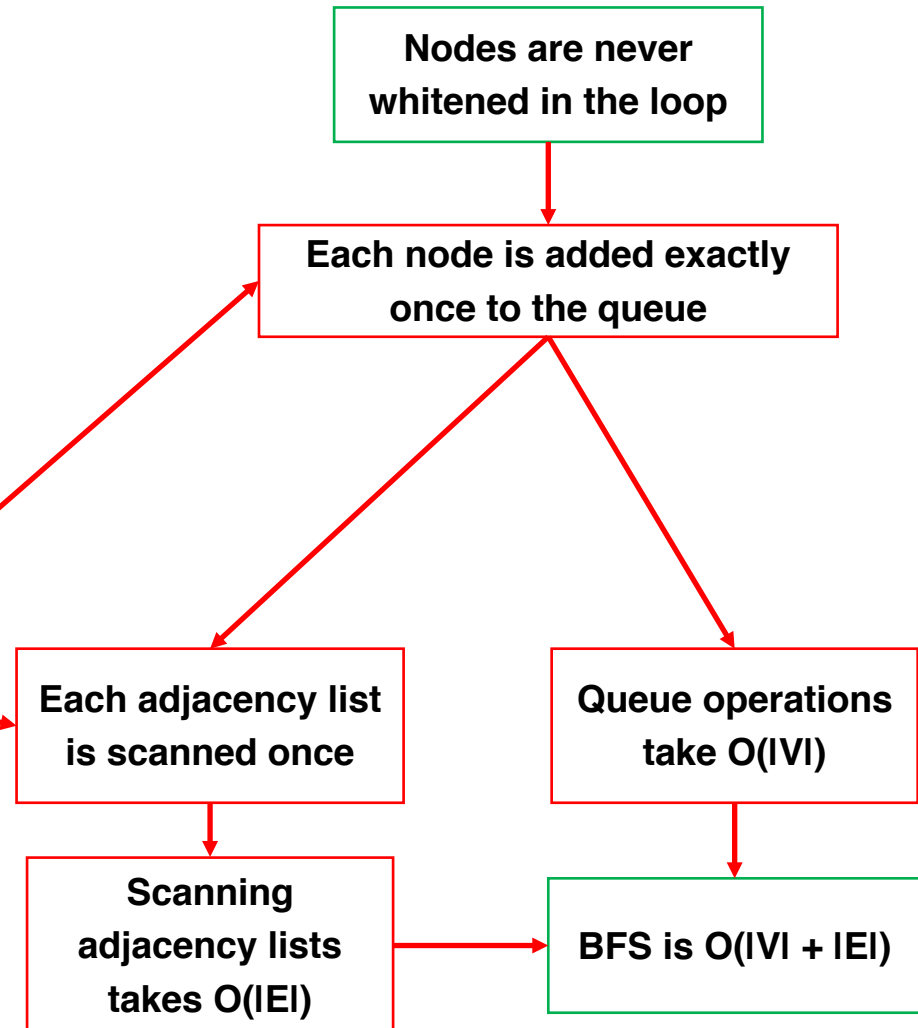 Nodes are never
whitened in the loop
Each node is added exactly
once to the queue
Each adjacency list
is scanned once
Queue operations
take O(|V|)
Scanning
adjacency lists
takes O(|E|)
BFS is O(|V| + |E|)